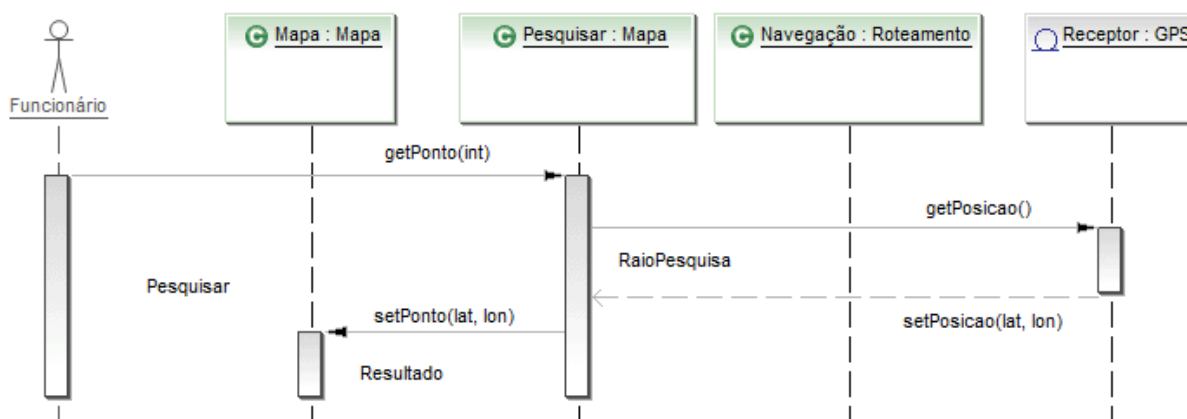 Funcionário
C Mapa : Mapa
C Pesquisar : Mapa
C Navegação : Roteamento
Receptor : GPS
getPonto(int)
getPosicao()
RaioPesquisa
Pesquisar
setPosicao(lat, lon)
setPonto(lat, lon)
Resultado